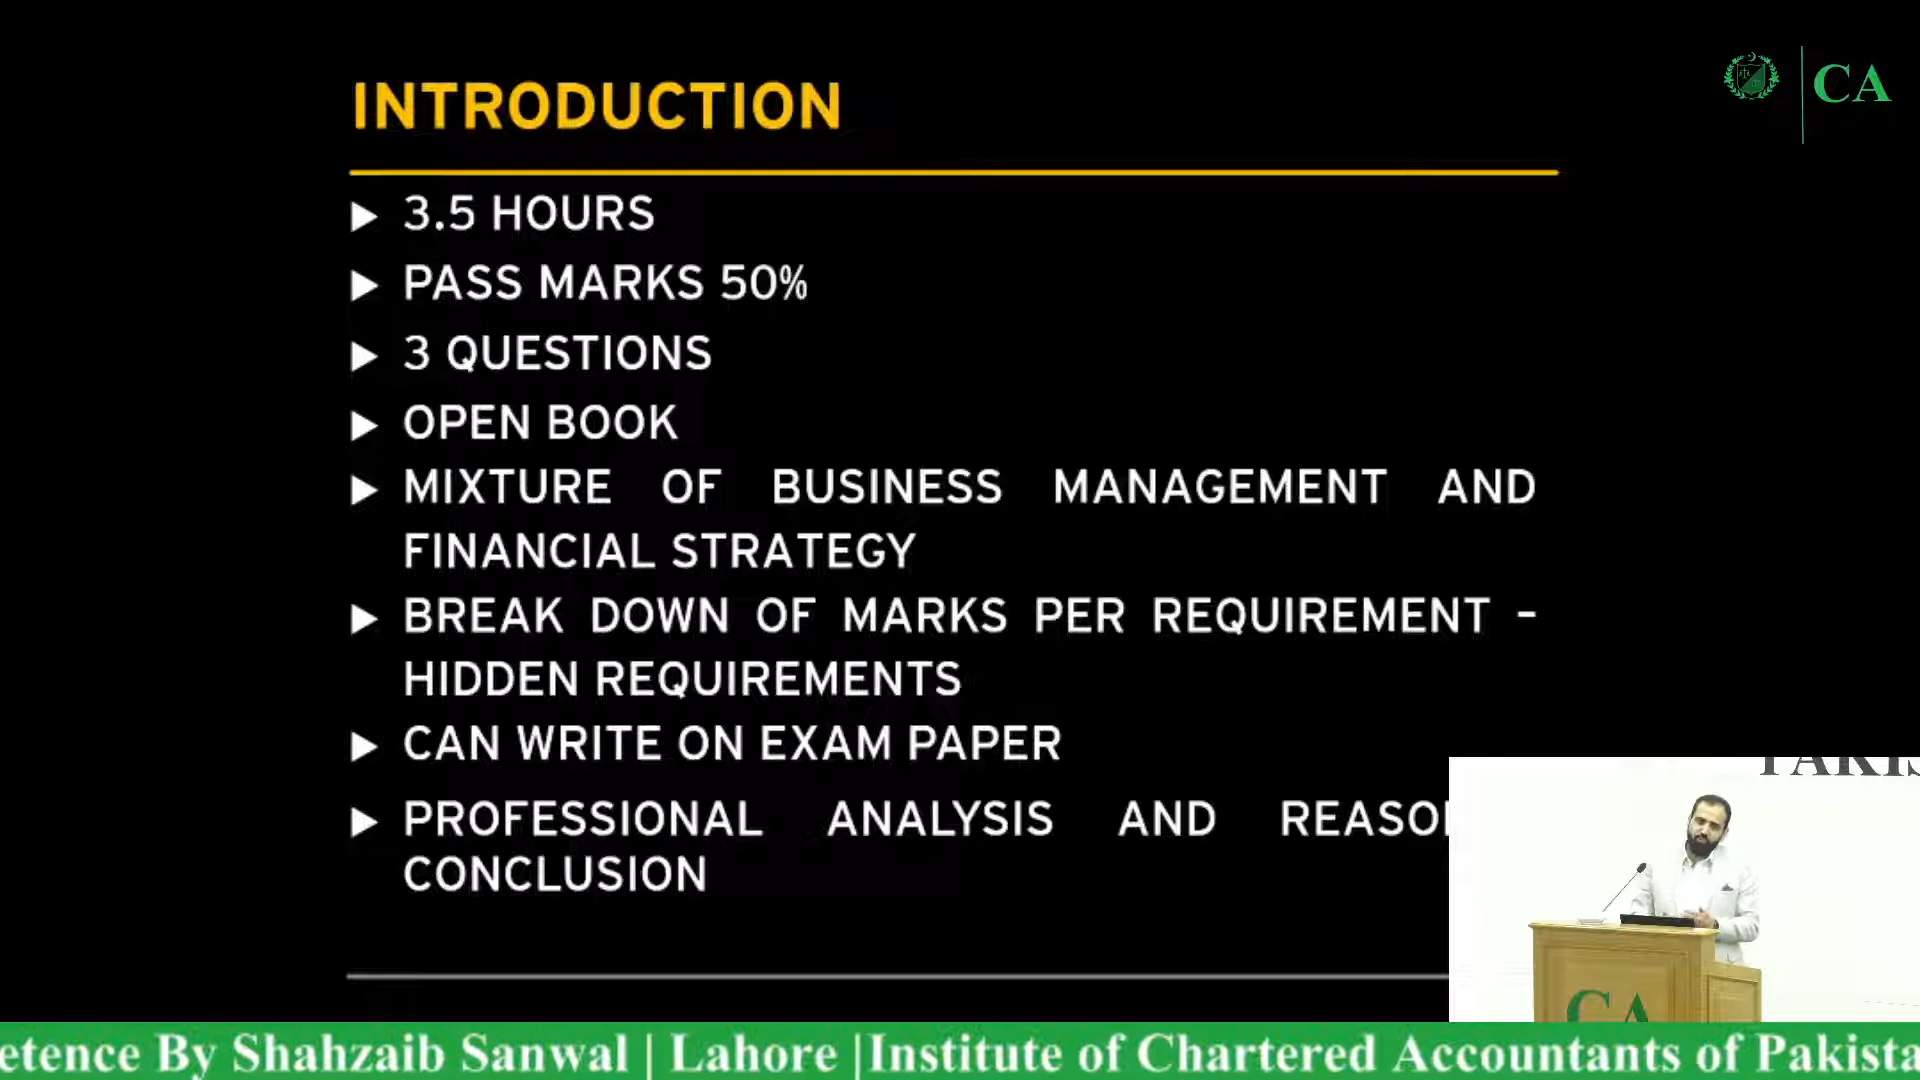 INTRODUCTION
CA
▶ 3.5 HOURS
▶ PASS MARKS 50%
▶ 3 QUESTIONS
▶ OPEN BOOK
▶ MIXTURE OF BUSINESS MANAGEMENT AND
FINANCIAL STRATEGY
▶ BREAK DOWN OF MARKS PER REQUIREMENT –
HIDDEN REQUIREMENTS
▶ CAN WRITE ON EXAM PAPER
▶ PROFESSIONAL ANALYSIS AND REASO
CONCLUSION
PAKIS
CA
etence By Shahzaib Sanwal | Lahore |Institute of Chartered Accountants of Pakista